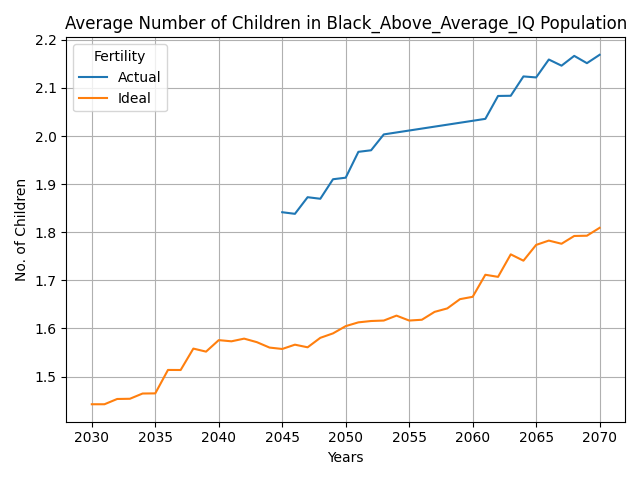 Average Number of Children in Black_Above_Average_IQ Population
Fertility
Actual
Ideal
No. of Children
2.2
2.1
2.0
1.9
1.8
1.7
1.6
1.5
2030 2035 2040 2045 2050 2055 2060 2065 2070
Years